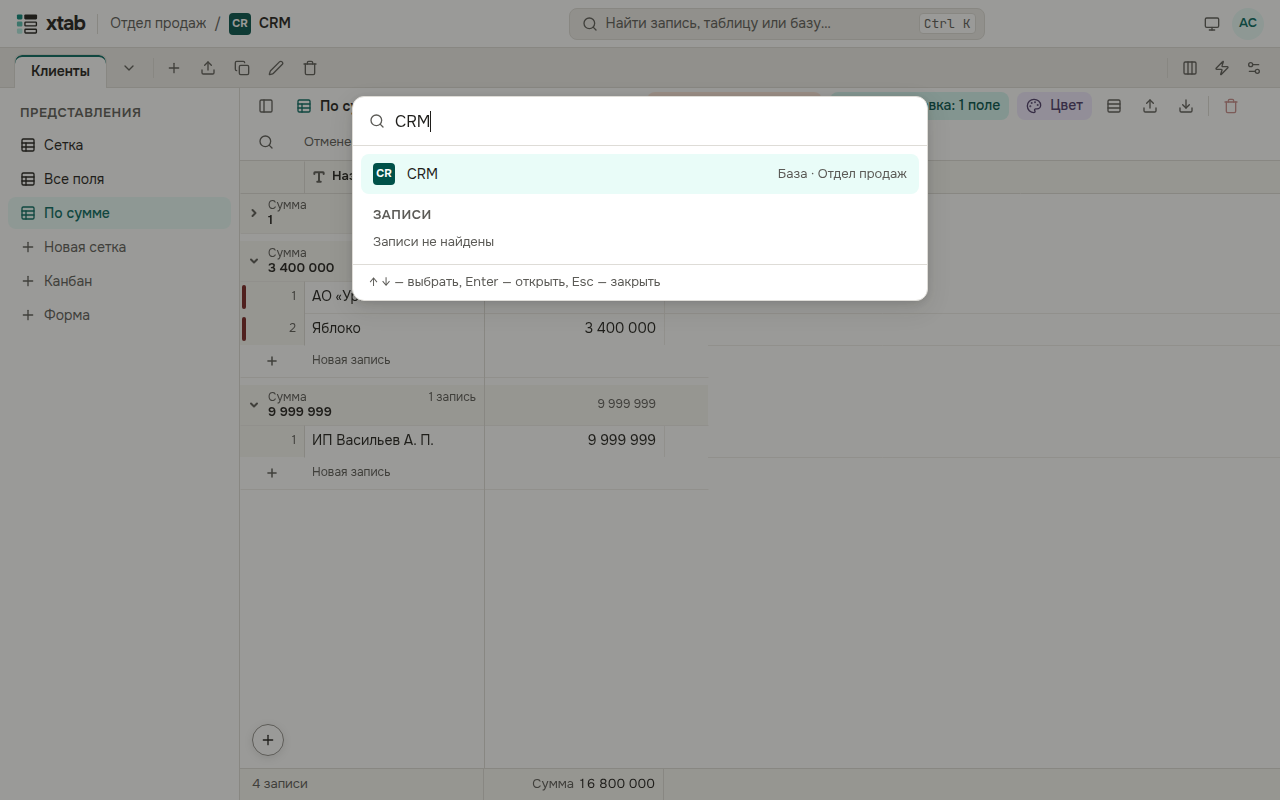 xtab
Отдел продаж / CR CRM
Найти запись, таблицу или базу... Ctrl K
АС
Клиенты
ПРЕДСТАВЛЕНИЯ
Сетка
Все поля
По сумме
Новая сетка
Канбан
Форма
По с
вка: 1 поле
Цвет
CRM
CR CRM
База · Отдел продаж
ЗАПИСИ
Записи не найдены
↑↓ — выбрать, Enter — открыть, Esc — закрыть
Отмене
Наз
Сумма
1
Сумма
3 400 000
1 АО «Ур
2 Яблоко 3 400 000
Новая запись
Сумма 1 запись
9 999 999 9 999 999
1 ИП Васильев А. П. 9 999 999
Новая запись
4 записи
Сумма 16 800 000